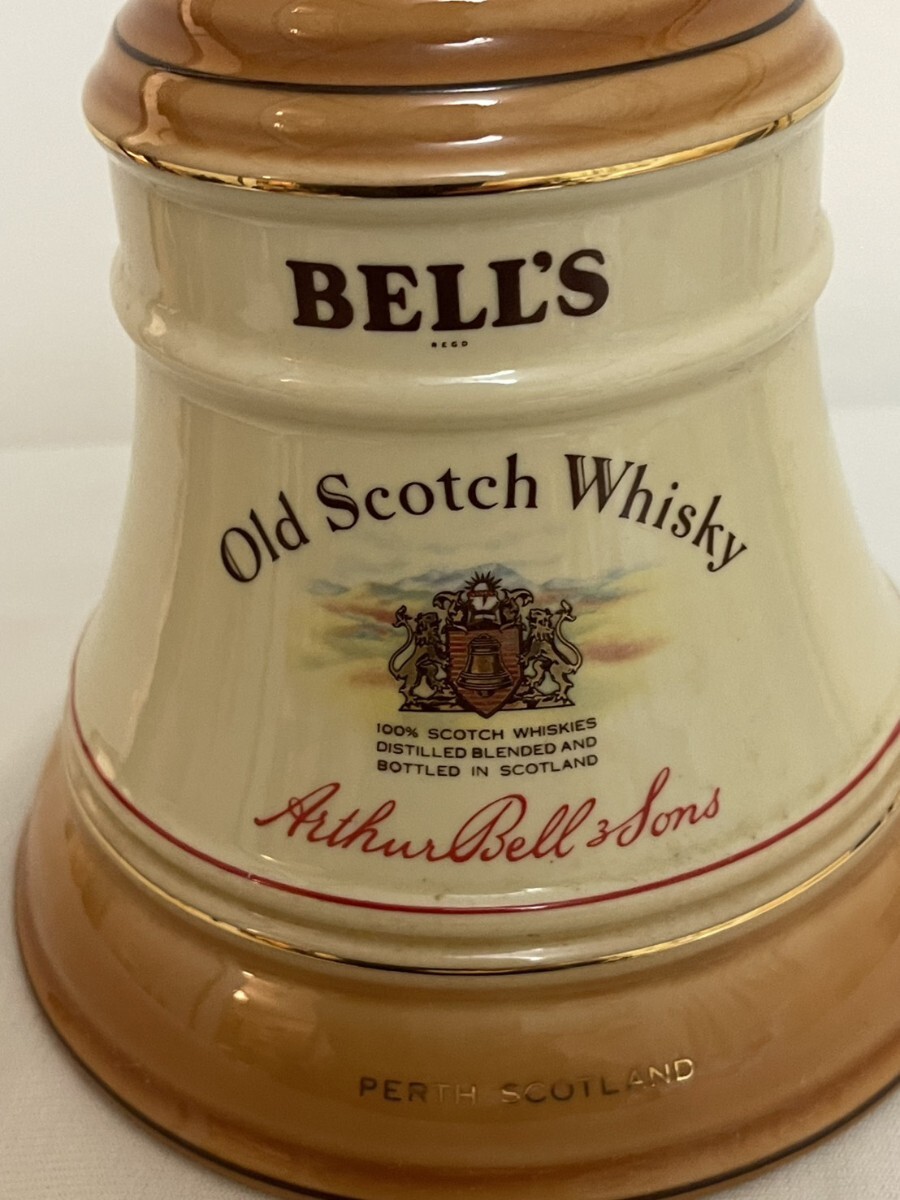 BELL'S
REGD
Old Scotch Whisky
100% SCOTCH WHISKIES
DISTILLED BLENDED AND
BOTTLED IN SCOTLAND
Arthur Bell & Sons
PERTH SCOTLAND